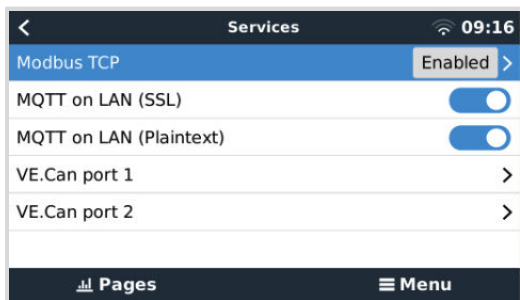 Services 09:16
Modbus TCP Enabled
MQTT on LAN (SSL)
MQTT on LAN (Plaintext)
VE.Can port 1
VE.Can port 2
Pages Menu